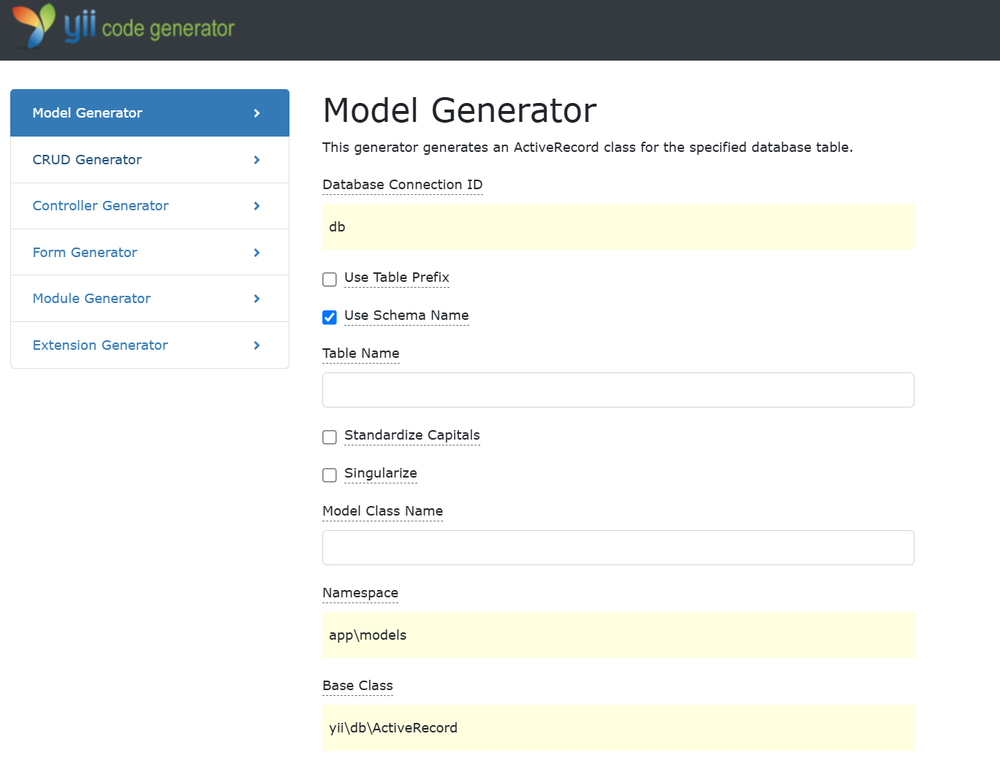 yii code generator
Model Generator
CRUD Generator
Controller Generator
Form Generator
Module Generator
Extension Generator
Model Generator
This generator generates an ActiveRecord class for the specified database table.
Database Connection ID
db
Use Table Prefix
Use Schema Name
Table Name
Standardize Capitals
Singularize
Model Class Name
Namespace
app\models
Base Class
yii\db\ActiveRecord